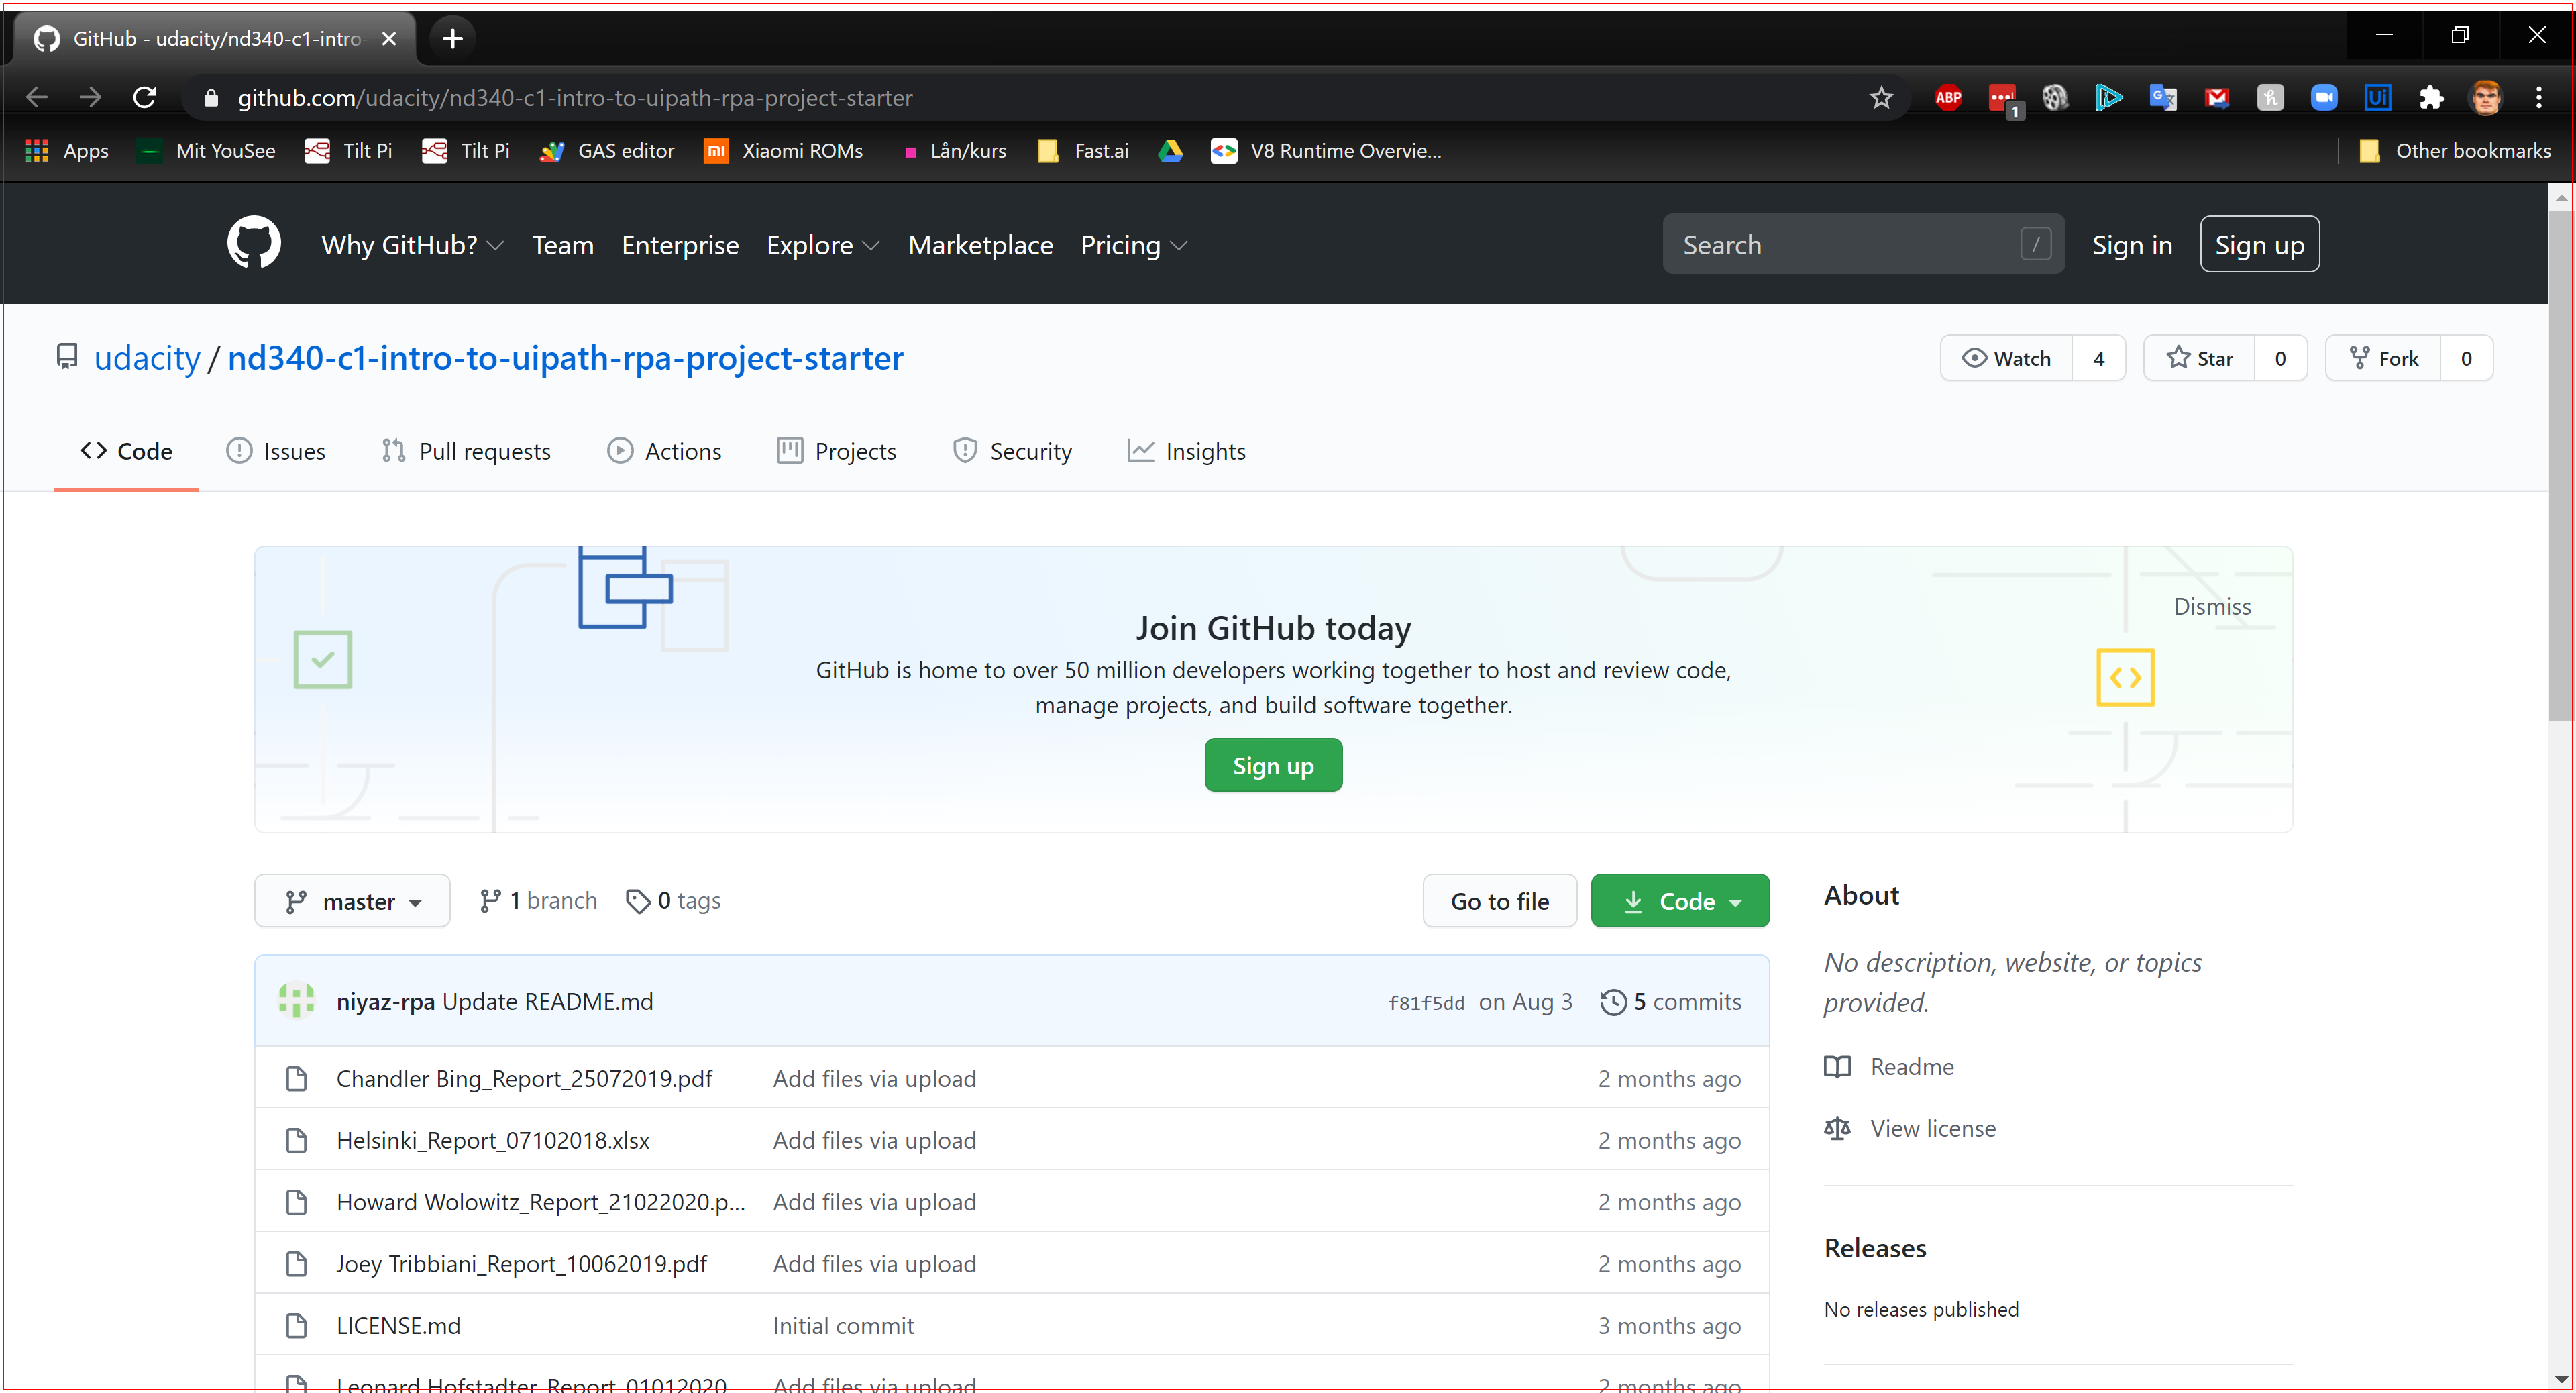 GitHub - udacity/nd340-c1-intro-
github.com/udacity/nd340-c1-intro-to-uipath-rpa-project-starter
ABP
1
Apps
Mit YouSee
Tilt Pi
Tilt Pi
GAS editor
Xiaomi ROMs
Lån/kurs
Fast.ai
V8 Runtime Overvie...
Other bookmarks
Why GitHub?
Team
Enterprise
Explore
Marketplace
Pricing
Search
/
Sign in
Sign up
udacity / nd340-c1-intro-to-uipath-rpa-project-starter
Watch 4
Star 0
Fork 0
Code
Issues
Pull requests
Actions
Projects
Security
Insights
Dismiss
Join GitHub today
GitHub is home to over 50 million developers working together to host and review code,
manage projects, and build software together.
Sign up
master
1 branch
0 tags
Go to file
Code
About
No description, website, or topics
provided.
Readme
View license
Releases
No releases published
niyaz-rpa Update README.md f81f5dd on Aug 3 5 commits
Chandler Bing_Report_25072019.pdf Add files via upload 2 months ago
Helsinki_Report_07102018.xlsx Add files via upload 2 months ago
Howard Wolowitz_Report_21022020.p... Add files via upload 2 months ago
Joey Tribbiani_Report_10062019.pdf Add files via upload 2 months ago
LICENSE.md Initial commit 3 months ago
Leonard Hofstadter_Report_01012020 Add files via upload 2 months ago